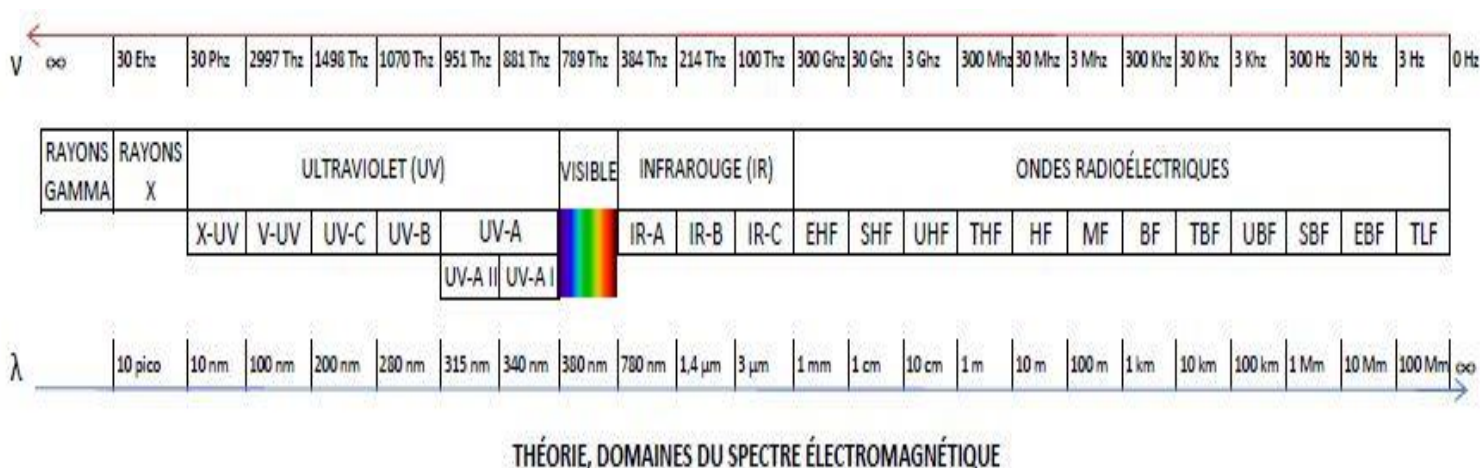 ν ∞ 30 Ehz 30 Phz 2997 Thz 1498 Thz 1070 Thz 951 Thz 881 Thz 789 Thz 384 Thz 214 Thz 100 Thz 300 Ghz 30 Ghz 3 Ghz 300 Mhz 30 Mhz 3 Mhz 300 Khz 30 Khz 3 Khz 300 Hz 30 Hz 3 Hz 0 Hz
RAYONS GAMMA RAYONS X ULTRAVIOLET (UV) VISIBLE INFRAROUGE (IR) ONDES RADIOÉLECTRIQUES
X-UV V-UV UV-C UV-B UV-A IR-A IR-B IR-C EHF SHF UHF THF HF MF BF TBF UBF SBF EBF TLF
UV-A II UV-A I
λ 10 pico 10 nm 100 nm 200 nm 280 nm 315 nm 340 nm 380 nm 780 nm 1,4 µm 3 µm 1 mm 1 cm 10 cm 1 m 10 m 100 m 1 km 10 km 100 km 1 Mm 10 Mm 100 Mm ∞
THÉORIE, DOMAINES DU SPECTRE ÉLECTROMAGNÉTIQUE